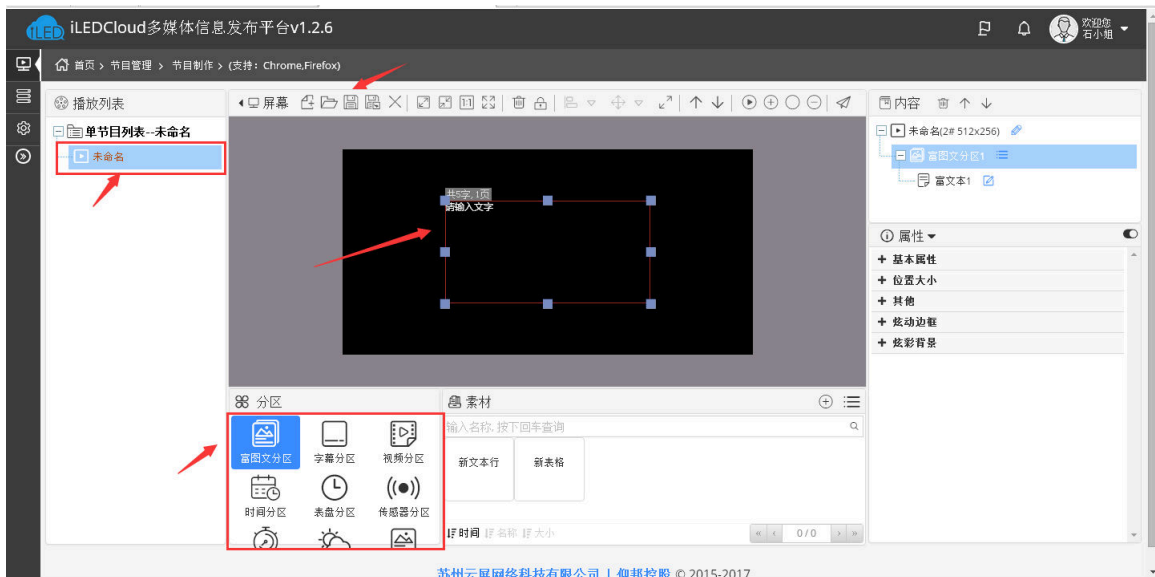 iLED iLEDCloud多媒体信息发布平台v1.2.6
欢迎您
石小姐
首页 > 节目管理 > 节目制作 > (支持: Chrome,Firefox)
播放列表
屏幕
1:1
内容
单节目列表--未命名
未命名
未命名(2# 512x256)
富图文分区1
富文本1
共5字,1页
请输入文字
属性
+ 基本属性
+ 位置大小
+ 其他
+ 炫动边框
+ 炫彩背景
分区
素材
输入名称, 按下回车查询
富图文分区
字幕分区
视频分区
新文本行
新表格
时间分区
表盘分区
传感器分区
时间 名称 大小
« ‹ 0/0 › »
苏州云屏网络科技有限公司 | 仰邦控股 © 2015-2017